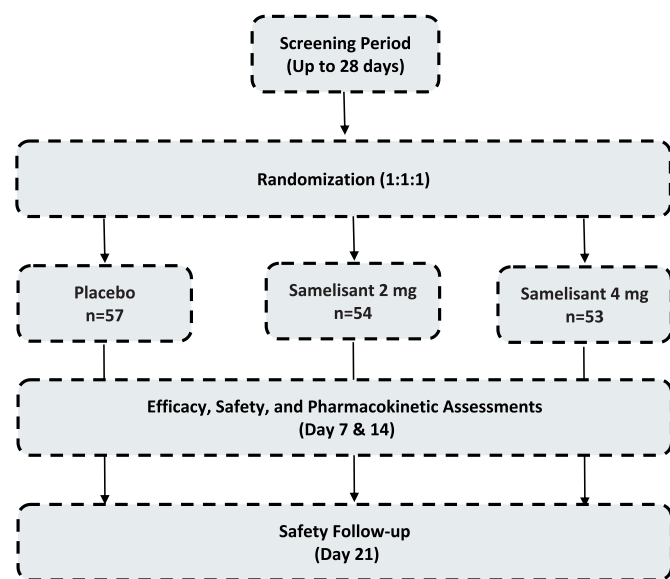 Screening Period
(Up to 28 days)
Randomization (1:1:1)
Placebo
n=57
Samelisant 2 mg
n=54
Samelisant 4 mg
n=53
Efficacy, Safety, and Pharmacokinetic Assessments
(Day 7 & 14)
Safety Follow-up
(Day 21)